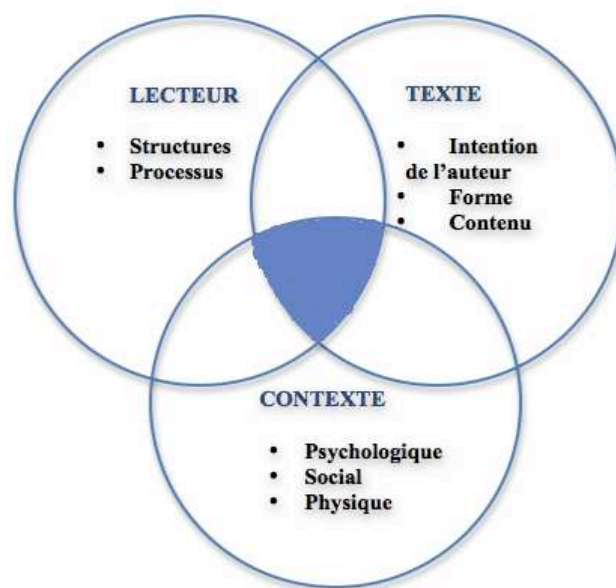 LECTEUR
• Structures
• Processus
TEXTE
• Intention
de l’auteur
• Forme
• Contenu
CONTEXTE
• Psychologique
• Social
• Physique